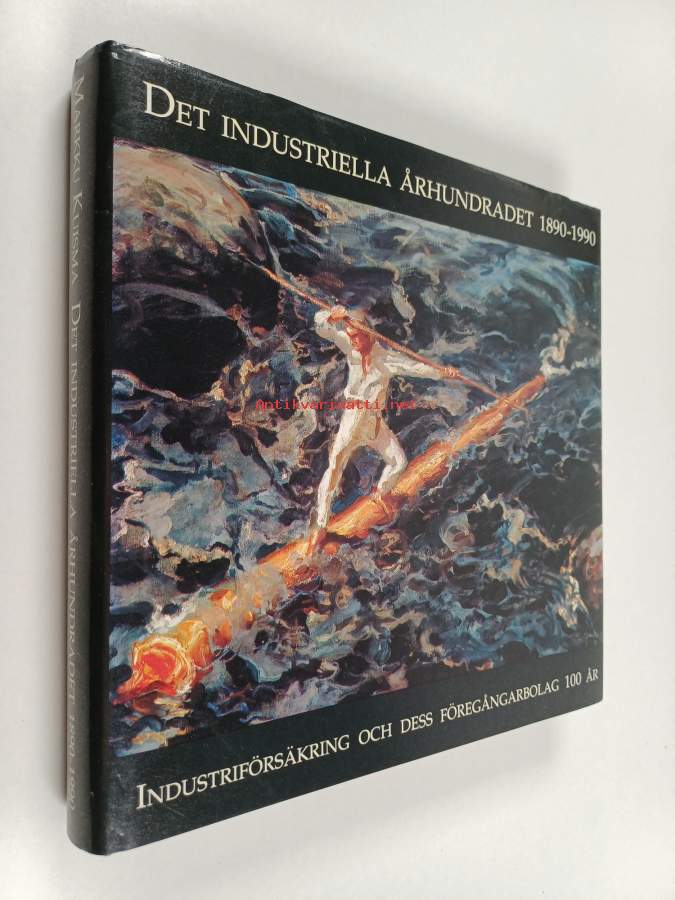 DET INDUSTRIELLA ÅRHUNDRADET 1890-1990
Antikvariaatti.net
INDUSTRIFÖRSÄKRING OCH DESS FÖREGÅNGARBOLAG 100 ÅR
MARKKU KUISMA DET INDUSTRIELLA ÅRHUNDRADET 1890-1990